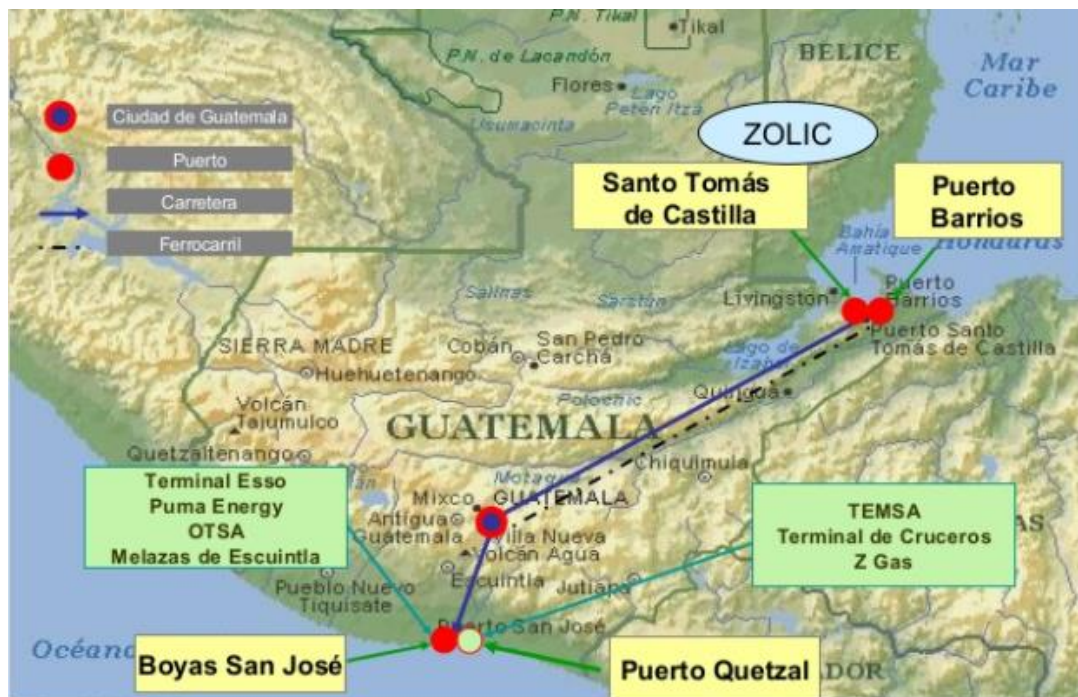 P.N. Tikal
Tikal
P.N. de Lacandón
BELICE
Mar
Caribe
Flores
Lago
Petén Itzá
Usumacinta
Ciudad de Guatemala
Puerto
Carretera
Ferrocarril
ZOLIC
Santo Tomás
de Castilla
Puerto
Barrios
Bahía
Amatique
Honduras
Livingston
Puerto
Barrios
Puerto Santo
Tomás de Castilla
Salinas
Sarstún
SIERRA MADRE
Cobán
San Pedro
Carchá
Lago de
Izabal
Huehuetenango
Polochic
Quiriguá
Volcán
Tajumulco
GUATEMALA
Quetzaltenango
Chiquimula
Motagua
Terminal Esso
Puma Energy
OTSA
Melazas de Escuintla
Mixco
GUATEMALA
Antigua
Guatemala
Villa Nueva
Volcán Agua
TEMSA
Terminal de Cruceros
Z Gas
Escuintla
Jutiapa
Pueblo Nuevo
Tiquisate
Puerto San José
Boyas San José
Puerto Quetzal